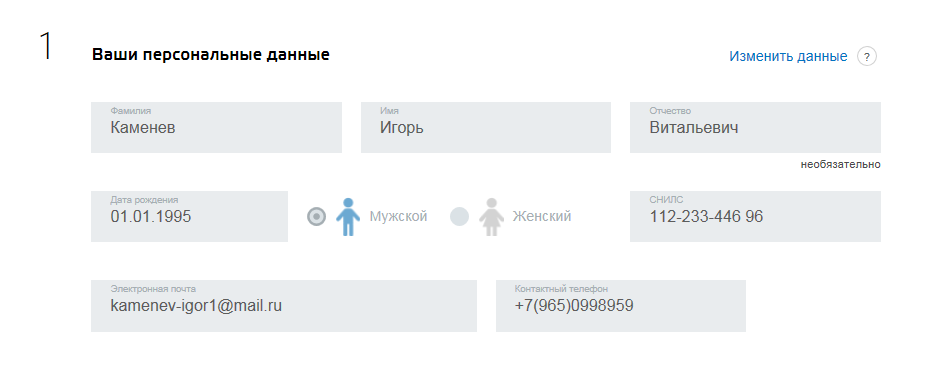 1
Ваши персональные данные
Изменить данные ?
Фамилия
Каменев
Имя
Игорь
Отчество
Витальевич
необязательно
Дата рождения
01.01.1995
Мужской
Женский
СНИЛС
112-233-446 96
Электронная почта
kamenev-igor1@mail.ru
Контактный телефон
+7(965)0998959